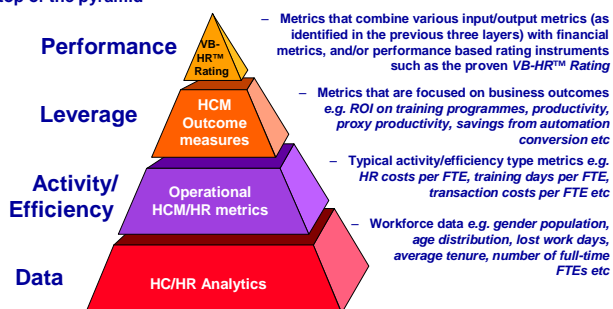 top of the pyramid
Performance
VB-
HR™
Rating
– Metrics that combine various input/output metrics (as
identified in the previous three layers) with financial
metrics, and/or performance based rating instruments
such as the proven VB-HR™ Rating
Leverage
HCM
Outcome
measures
– Metrics that are focused on business outcomes
e.g. ROI on training programmes, productivity,
proxy productivity, savings from automation
conversion etc
Activity/
Efficiency
Operational
HCM/HR metrics
– Typical activity/efficiency type metrics e.g.
HR costs per FTE, training days per FTE,
transaction costs per FTE etc
Data
HC/HR Analytics
– Workforce data e.g. gender population,
age distribution, lost work days,
average tenure, number of full-time
FTEs etc